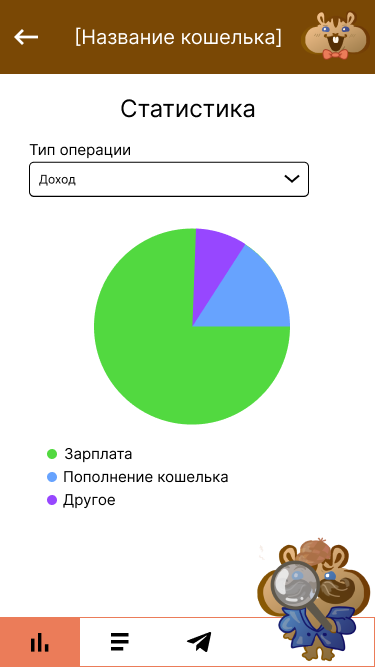 [Название кошелька]
Статистика
Тип операции
Доход
Зарплата
Пополнение кошелька
Другое